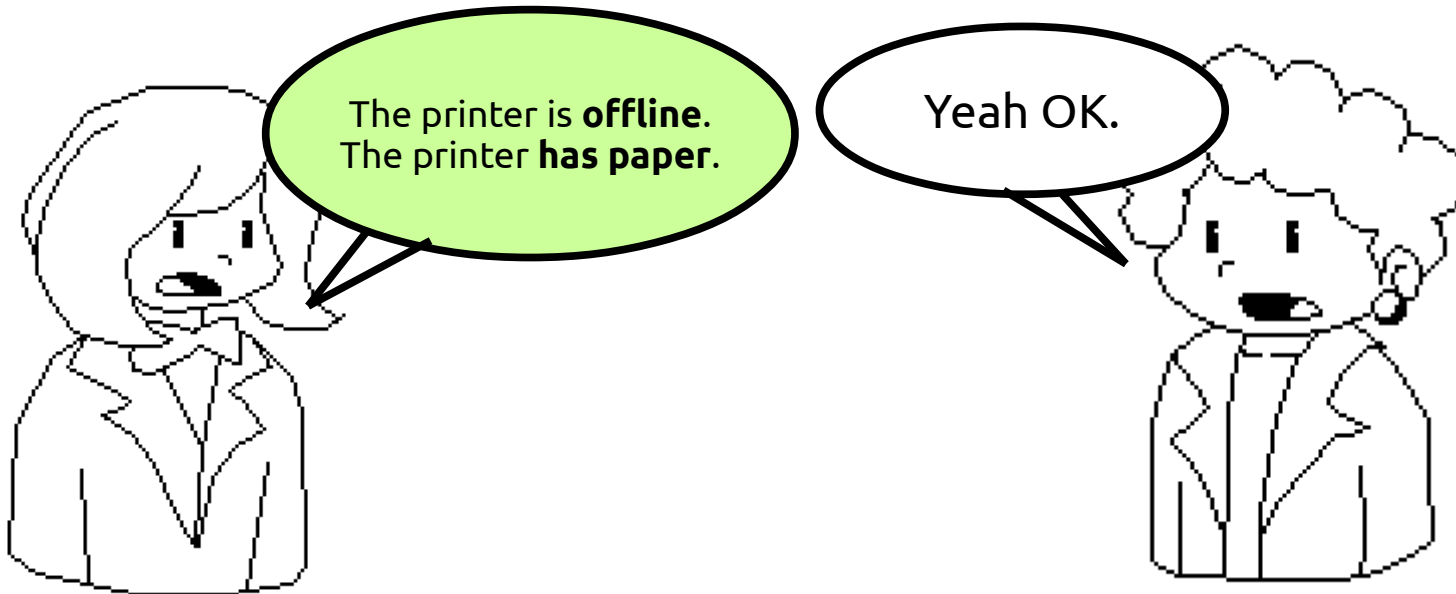 The printer is offline.
The printer has paper.
Yeah OK.